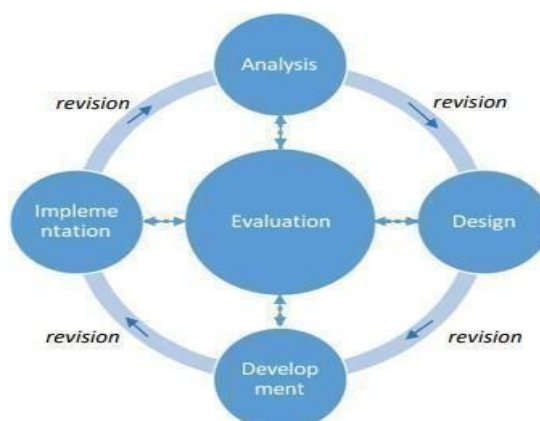 Analysis
revision
revision
Impleme
ntation
Evaluation
Design
revision
revision
Develop
ment